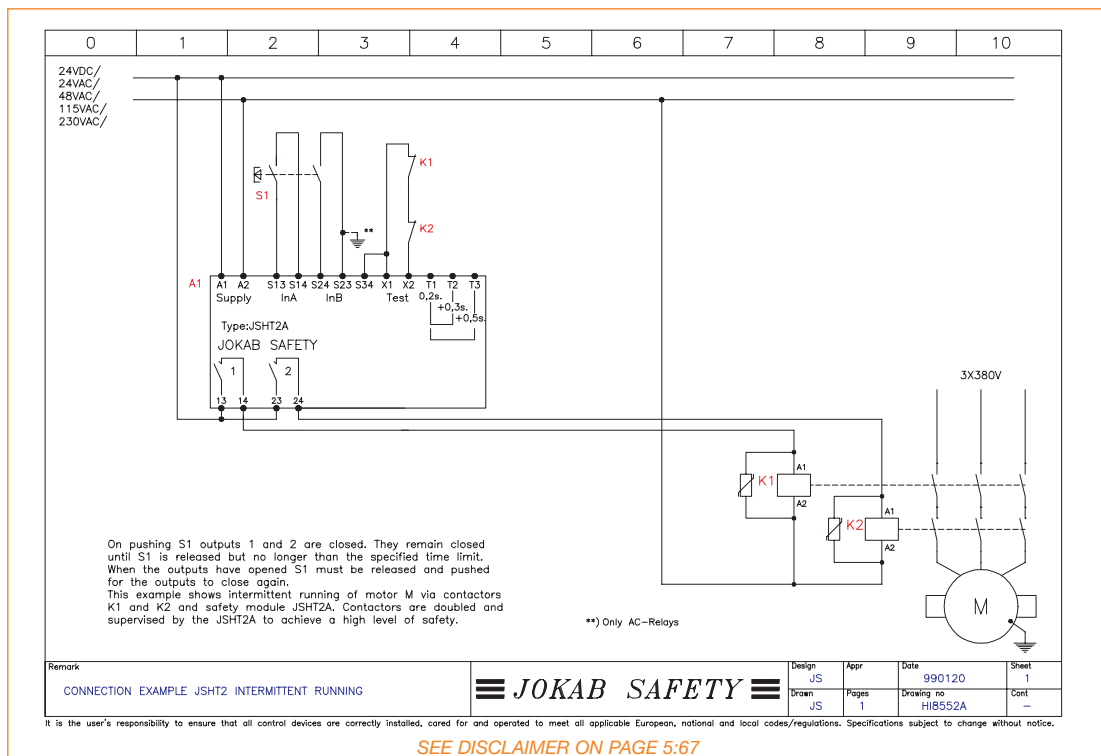 0 1 2 3 4 5 6 7 8 9 10
24VDC/
24VAC/
48VAC/
115VAC/
230VAC/
S1
**
K1
K2
A1
A1 A2 S13 S14 S24 S23 S34 X1 X2 T1 T2 T3
Supply InA InB Test 0,2s.
+0,3s.
+0,5s.
Type:JSHT2A
JOKAB SAFETY
1 2
13 14 23 24
3X380V
K1 A1
A2
K2 A1
A2
M
On pushing S1 outputs 1 and 2 are closed. They remain closed
until S1 is released but no longer than the specified time limit.
When the outputs have opened S1 must be released and pushed
for the outputs to close again.
This example shows intermittent running of motor M via contactors
K1 and K2 and safety module JSHT2A. Contactors are doubled and
supervised by the JSHT2A to achieve a high level of safety.
**) Only AC-Relays
Remark
CONNECTION EXAMPLE JSHT2 INTERMITTENT RUNNING
JOKAB SAFETY
Design Appr Date Sheet
JS 990120 1
Drawn Pages Drawing no Cont
JS 1 HI8552A -
It is the user's responsibility to ensure that all control devices are correctly installed, cared for and operated to meet all applicable European, national and local codes/regulations. Specifications subject to change without notice.
SEE DISCLAIMER ON PAGE 5:67